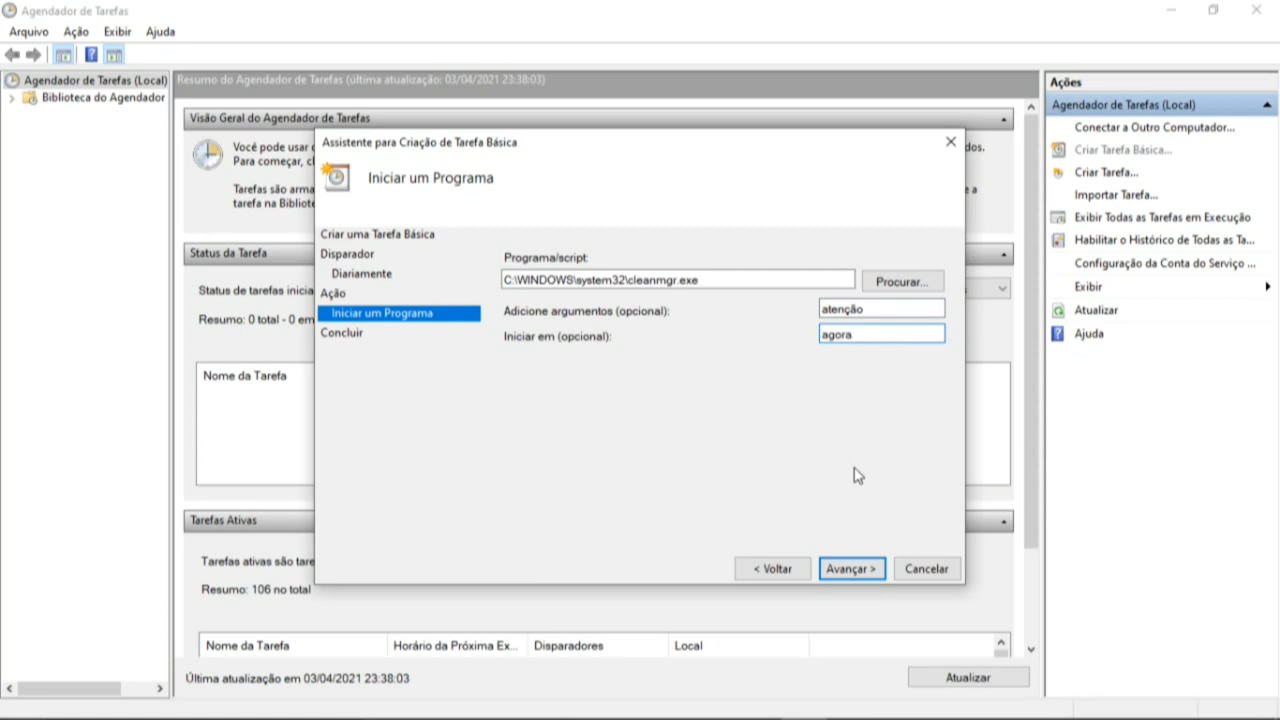 Agendador de Tarefas
Arquivo Ação Exibir Ajuda
Agendador de Tarefas (Local)
Biblioteca do Agendador
Resumo do Agendador de Tarefas (última atualização: 03/04/2021 23:38:03)
Visão Geral do Agendador de Tarefas
Você pode usar
Para começar, cl
dos.
Tarefas são arma
tarefa na Bibliote
e a
Status da Tarefa
Status de tarefas inicia
Resumo: 0 total - 0 em
Nome da Tarefa
Tarefas Ativas
Tarefas ativas são tare
Resumo: 106 no total
Nome da Tarefa Horário da Próxima Ex... Disparadores Local
Última atualização em 03/04/2021 23:38:03
Atualizar
Assistente para Criação de Tarefa Básica
Iniciar um Programa
Criar uma Tarefa Básica
Disparador
Diariamente
Ação
Iniciar um Programa
Concluir
Programa/script:
C:\WINDOWS\system32\cleanmgr.exe
Procurar...
Adicione argumentos (opcional):
atenção
Iniciar em (opcional):
agora
< Voltar
Avançar >
Cancelar
Ações
Agendador de Tarefas (Local)
Conectar a Outro Computador...
Criar Tarefa Básica...
Criar Tarefa...
Importar Tarefa...
Exibir Todas as Tarefas em Execução
Habilitar o Histórico de Todas as Ta...
Configuração da Conta do Serviço ...
Exibir
Atualizar
Ajuda